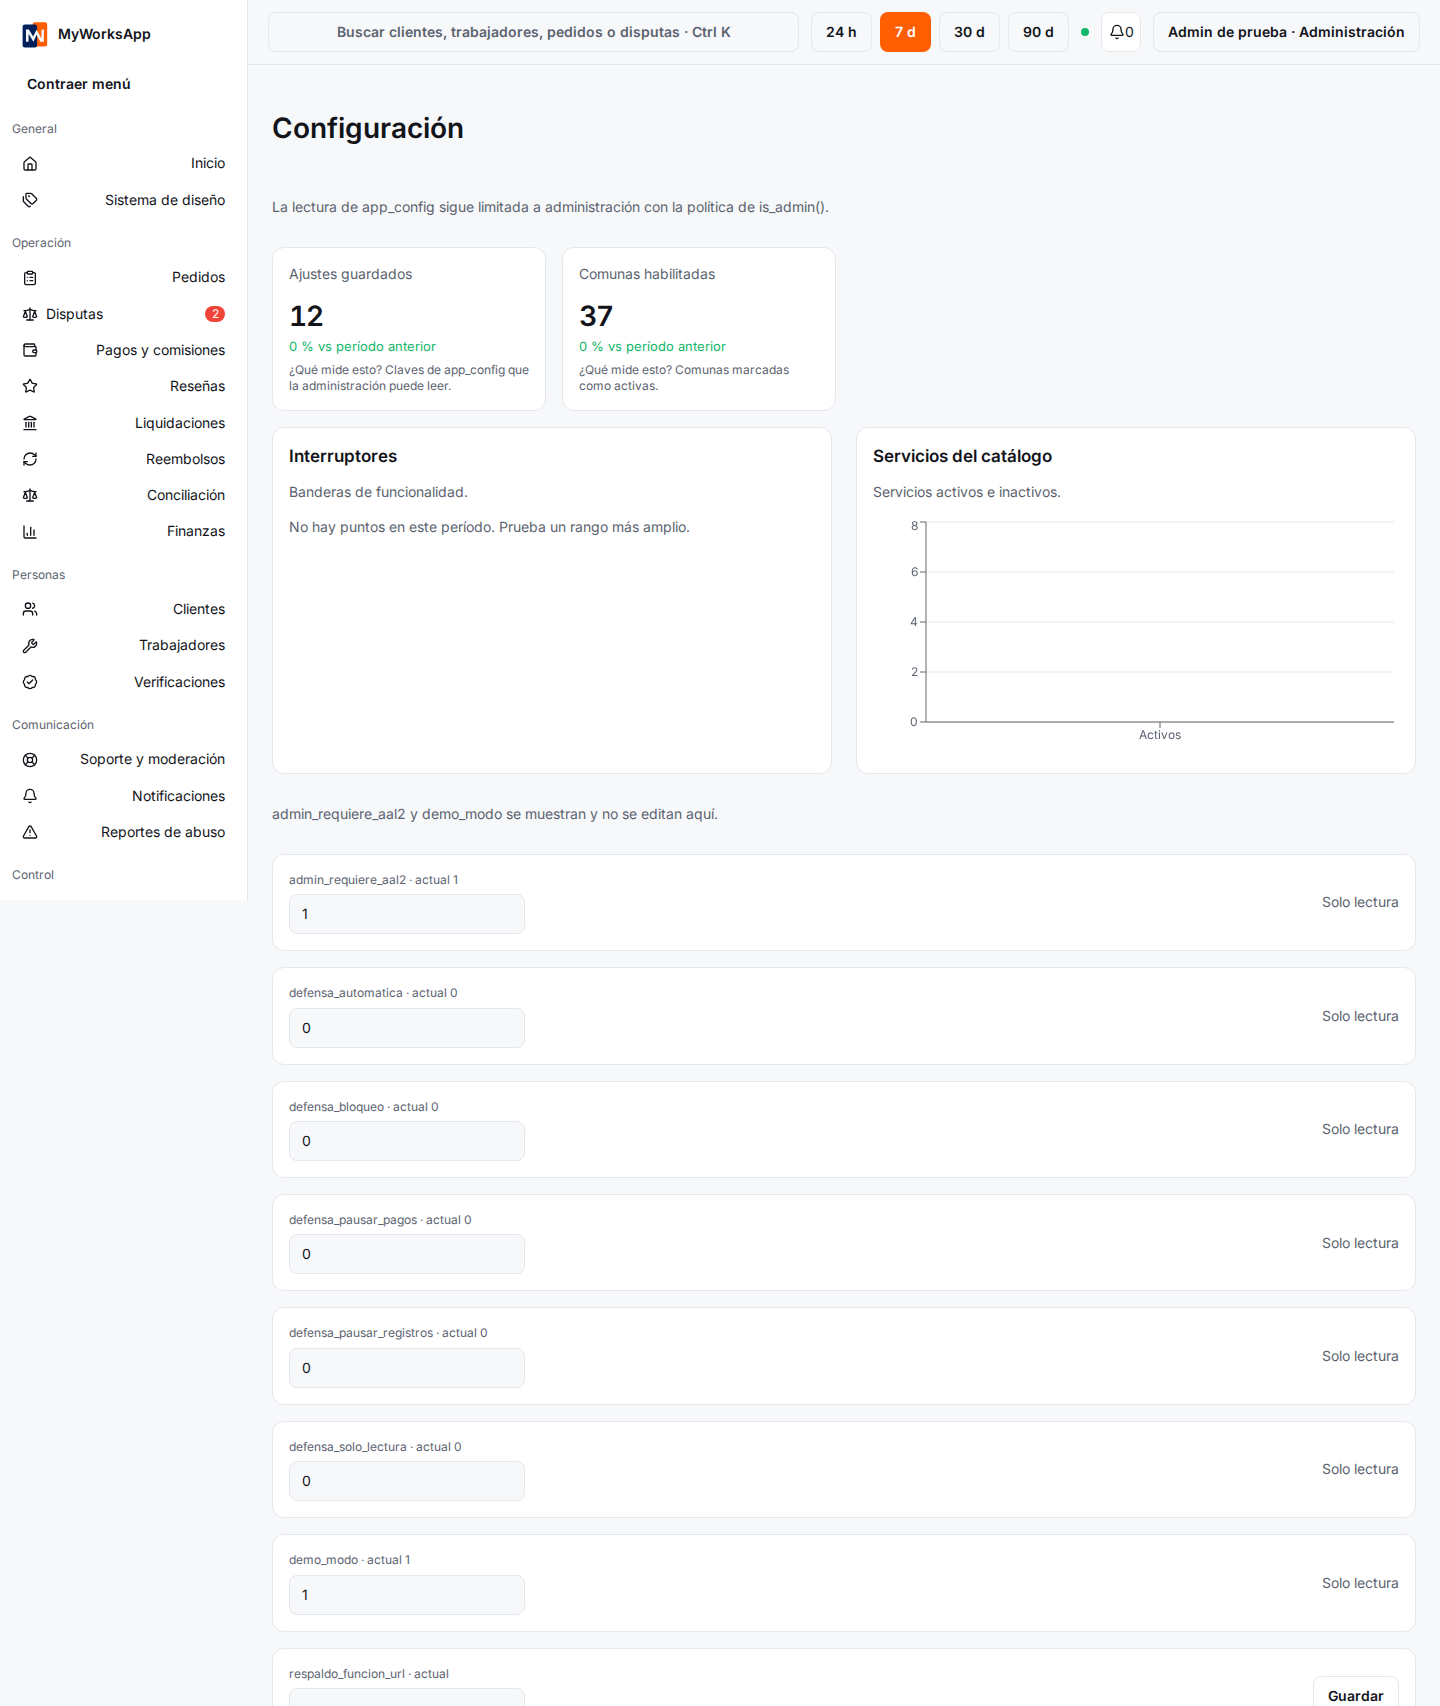 MyWorksApp
Contraer menú
General
Inicio
Sistema de diseño
Operación
Pedidos
Disputas 2
Pagos y comisiones
Reseñas
Liquidaciones
Reembolsos
Conciliación
Finanzas
Personas
Clientes
Trabajadores
Verificaciones
Comunicación
Soporte y moderación
Notificaciones
Reportes de abuso
Control
Buscar clientes, trabajadores, pedidos o disputas · Ctrl K
24 h
7 d
30 d
90 d
0
Admin de prueba · Administración
Configuración
La lectura de app_config sigue limitada a administración con la política de is_admin().
Ajustes guardados
12
0 % vs período anterior
¿Qué mide esto? Claves de app_config que
la administración puede leer.
Comunas habilitadas
37
0 % vs período anterior
¿Qué mide esto? Comunas marcadas
como activas.
Interruptores
Banderas de funcionalidad.
No hay puntos en este período. Prueba un rango más amplio.
Servicios del catálogo
Servicios activos e inactivos.
8
6
4
2
0
Activos
admin_requiere_aal2 y demo_modo se muestran y no se editan aquí.
admin_requiere_aal2 · actual 1
1
Solo lectura
defensa_automatica · actual 0
0
Solo lectura
defensa_bloqueo · actual 0
0
Solo lectura
defensa_pausar_pagos · actual 0
0
Solo lectura
defensa_pausar_registros · actual 0
0
Solo lectura
defensa_solo_lectura · actual 0
0
Solo lectura
demo_modo · actual 1
1
Solo lectura
respaldo_funcion_url · actual
Guardar